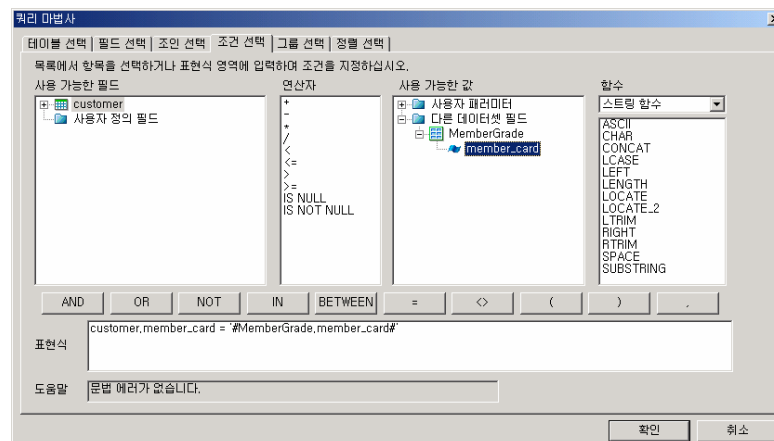 쿼리 마법사
테이블 선택 필드 선택 조인 선택 조건 선택 그룹 선택 정렬 선택
목록에서 항목을 선택하거나 표현식 영역에 입력하여 조건을 지정하십시오.
사용 가능한 필드 연산자 사용 가능한 값 함수
customer
사용자 정의 필드
+
-
*
/
<
<=
>
>=
IS NULL
IS NOT NULL
사용자 패러미터
다른 데이터셋 필드
MemberGrade
member_card
스트링 함수
ASCII
CHAR
CONCAT
LCASE
LEFT
LENGTH
LOCATE
LOCATE_2
LTRIM
RIGHT
RTRIM
SPACE
SUBSTRING
AND OR NOT IN BETWEEN = <> ( ) ,
표현식 customer.member_card = '#MemberGrade.member_card#'
도움말 문법 에러가 없습니다.
확인 취소